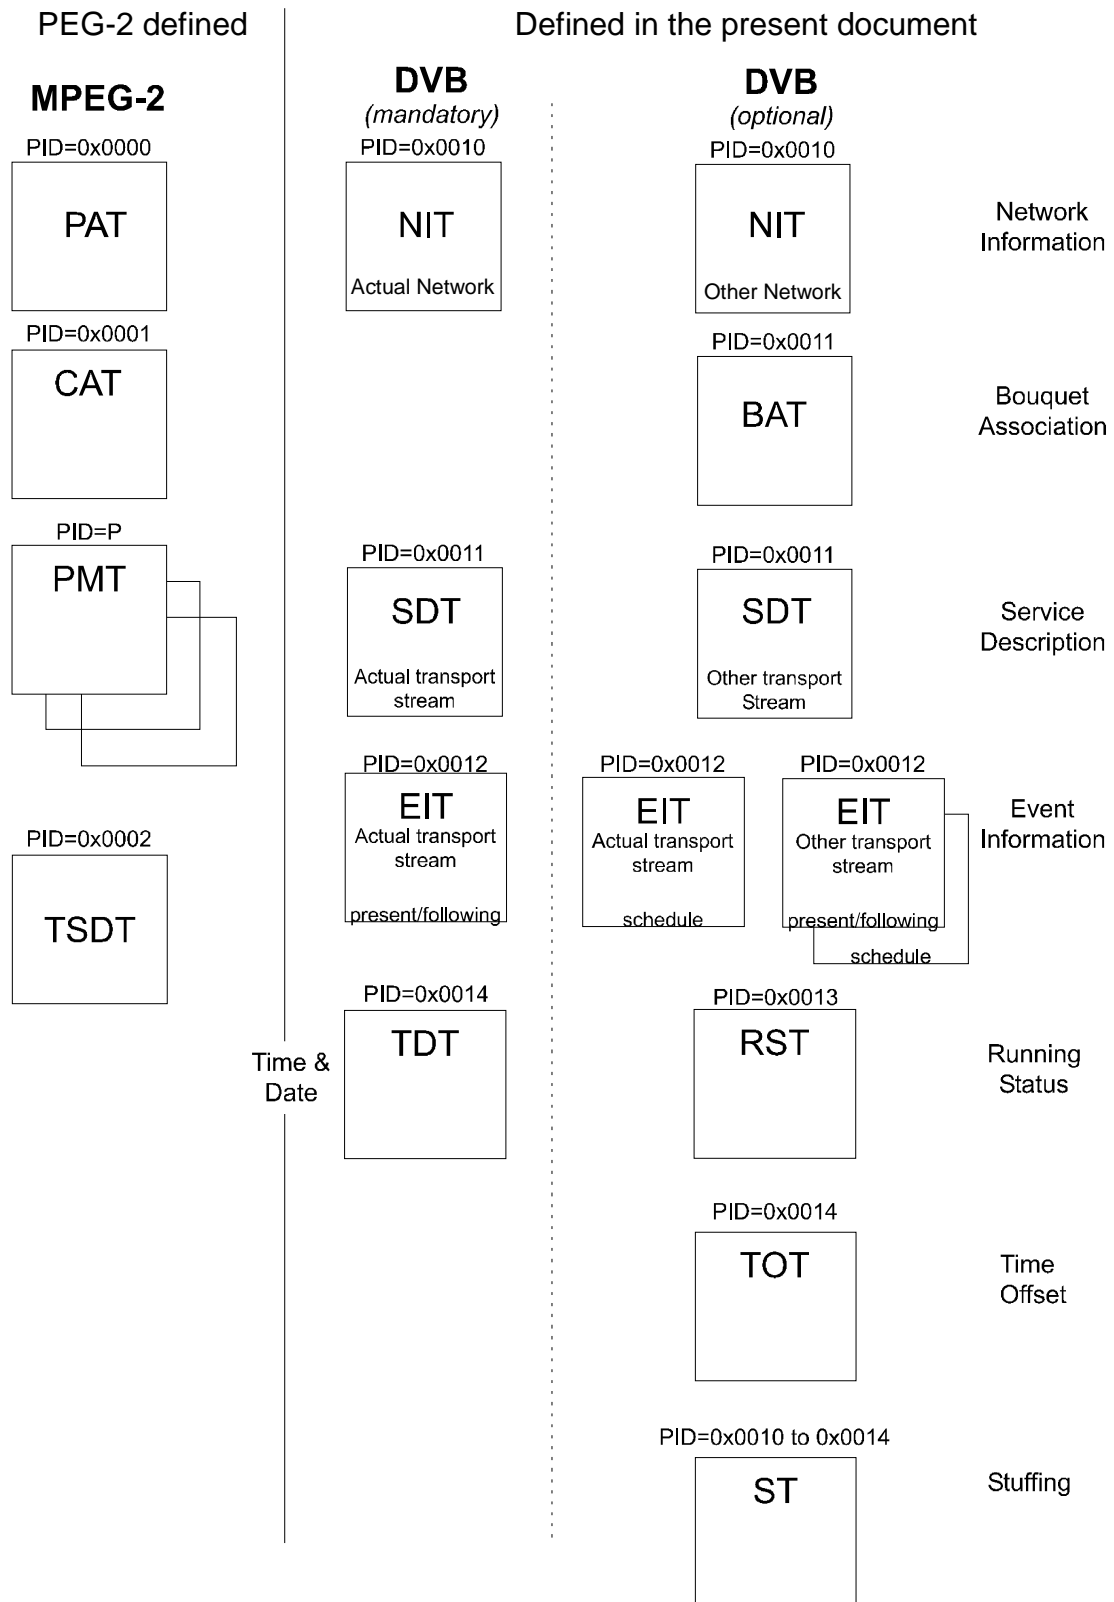 PEG-2 defined
Defined in the present document
MPEG-2
DVB
(mandatory)
DVB
(optional)
PID=0x0000
PAT
PID=0x0010
NIT
Actual Network
PID=0x0010
NIT
Other Network
Network
Information
PID=0x0001
CAT
PID=0x0011
BAT
Bouquet
Association
PID=P
PMT
PID=0x0011
SDT
Actual transport
stream
PID=0x0011
SDT
Other transport
Stream
Service
Description
PID=0x0012
EIT
Actual transport
stream
present/following
PID=0x0012
EIT
Actual transport
stream
schedule
PID=0x0012
EIT
Other transport
stream
present/following
schedule
Event
Information
PID=0x0002
TSDT
Time &
Date
PID=0x0014
TDT
PID=0x0013
RST
Running
Status
PID=0x0014
TOT
Time
Offset
PID=0x0010 to 0x0014
ST
Stuffing